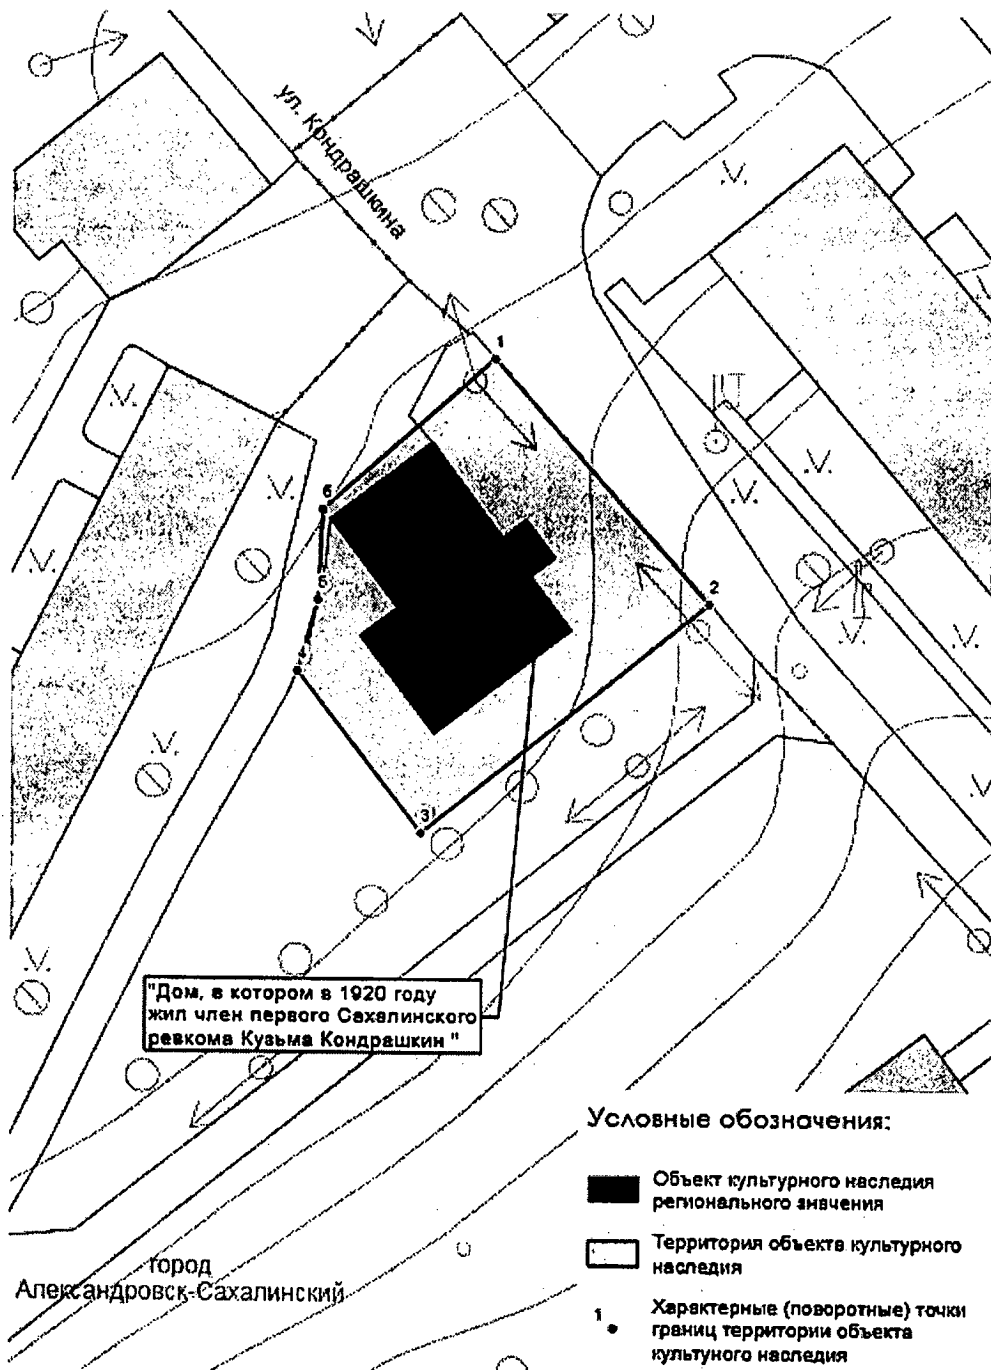 ул. Кондрашкина
.V.
.V.
.V.
.V.
.V.
.V.
.V.
.V.
.V.
.V.
1
2
3
4
5
6
"Дом, в котором в 1920 году
жил член первого Сахалинского
ревкома Кузьма Кондрашкин "
город
Александровск-Сахалинский
Условные обозначения:
Объект культурного наследия
регионального значения
Территория объекта культурного
наследия
1
Характерные (поворотные) точки
границ территории объекта
культуного наследия